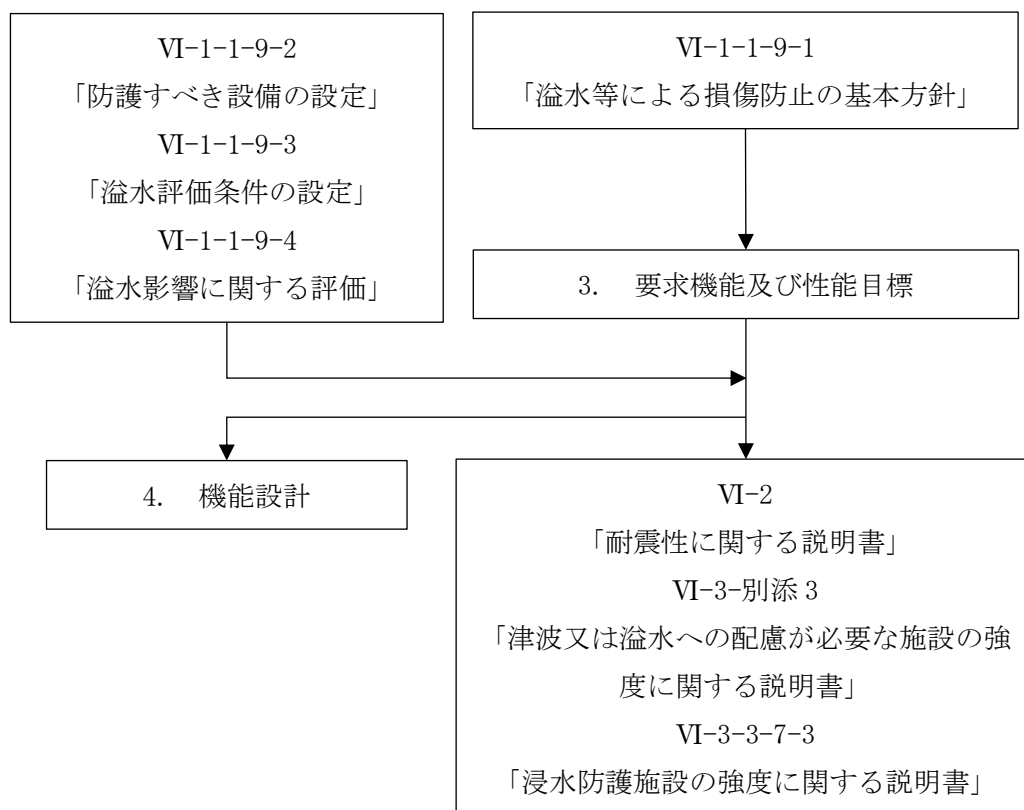 Ⅵ-1-1-9-2
「防護すべき設備の設定」
Ⅵ-1-1-9-3
「溢水評価条件の設定」
Ⅵ-1-1-9-4
「溢水影響に関する評価」
Ⅵ-1-1-9-1
「溢水等による損傷防止の基本方針」
3. 要求機能及び性能目標
4. 機能設計
Ⅵ-2
「耐震性に関する説明書」
Ⅵ-3-別添 3
「津波又は溢水への配慮が必要な施設の強
度に関する説明書」
Ⅵ-3-3-7-3
「浸水防護施設の強度に関する説明書」